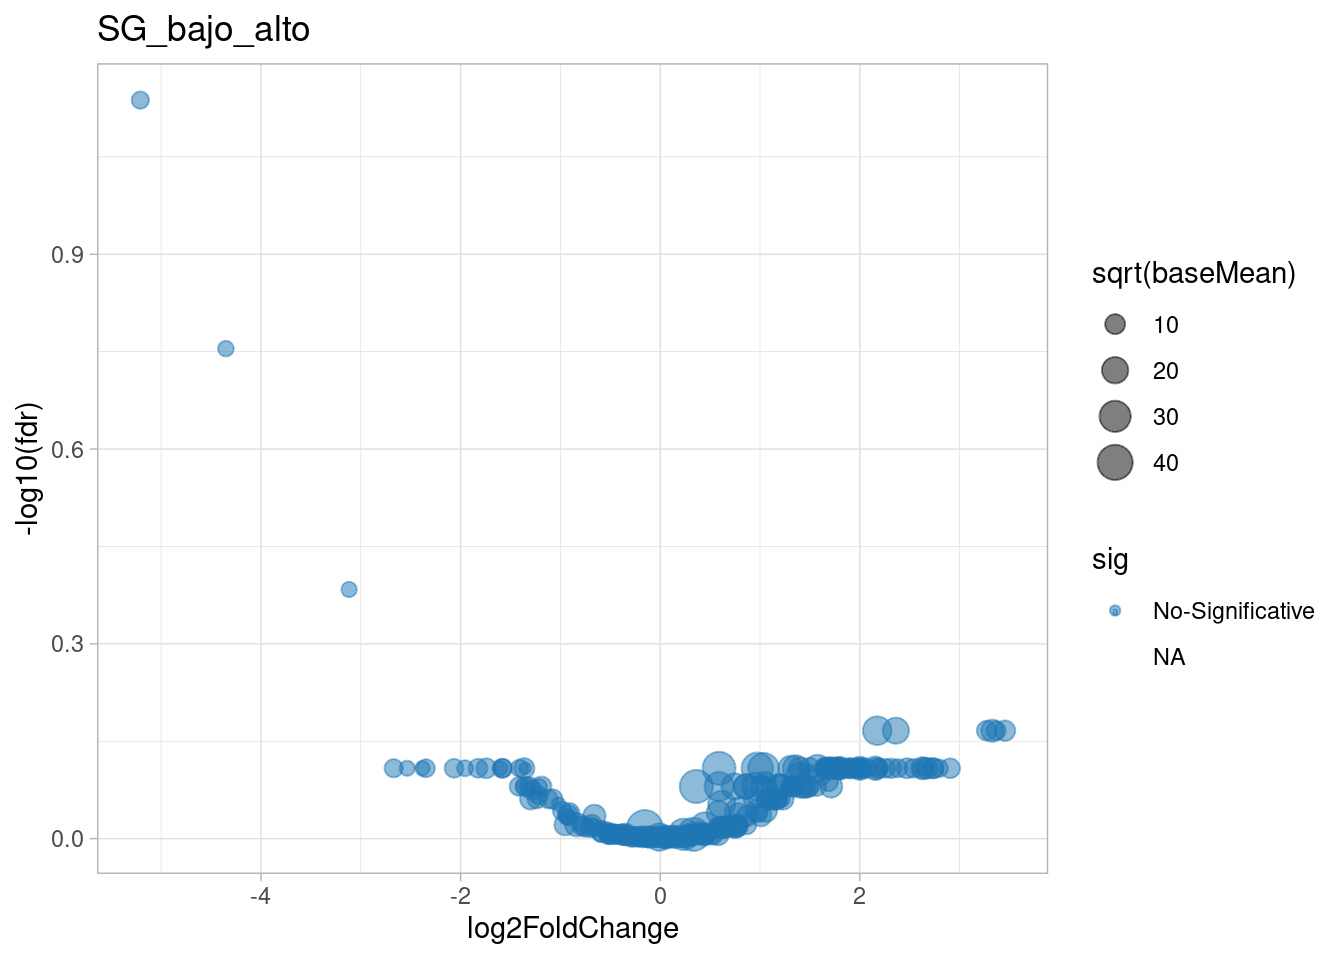 SG_bajo_alto
-log10(fdr)
0.9
0.6
0.3
0.0
-4
-2
0
2
log2FoldChange
sqrt(baseMean)
10
20
30
40
sig
a No-Significative
NA